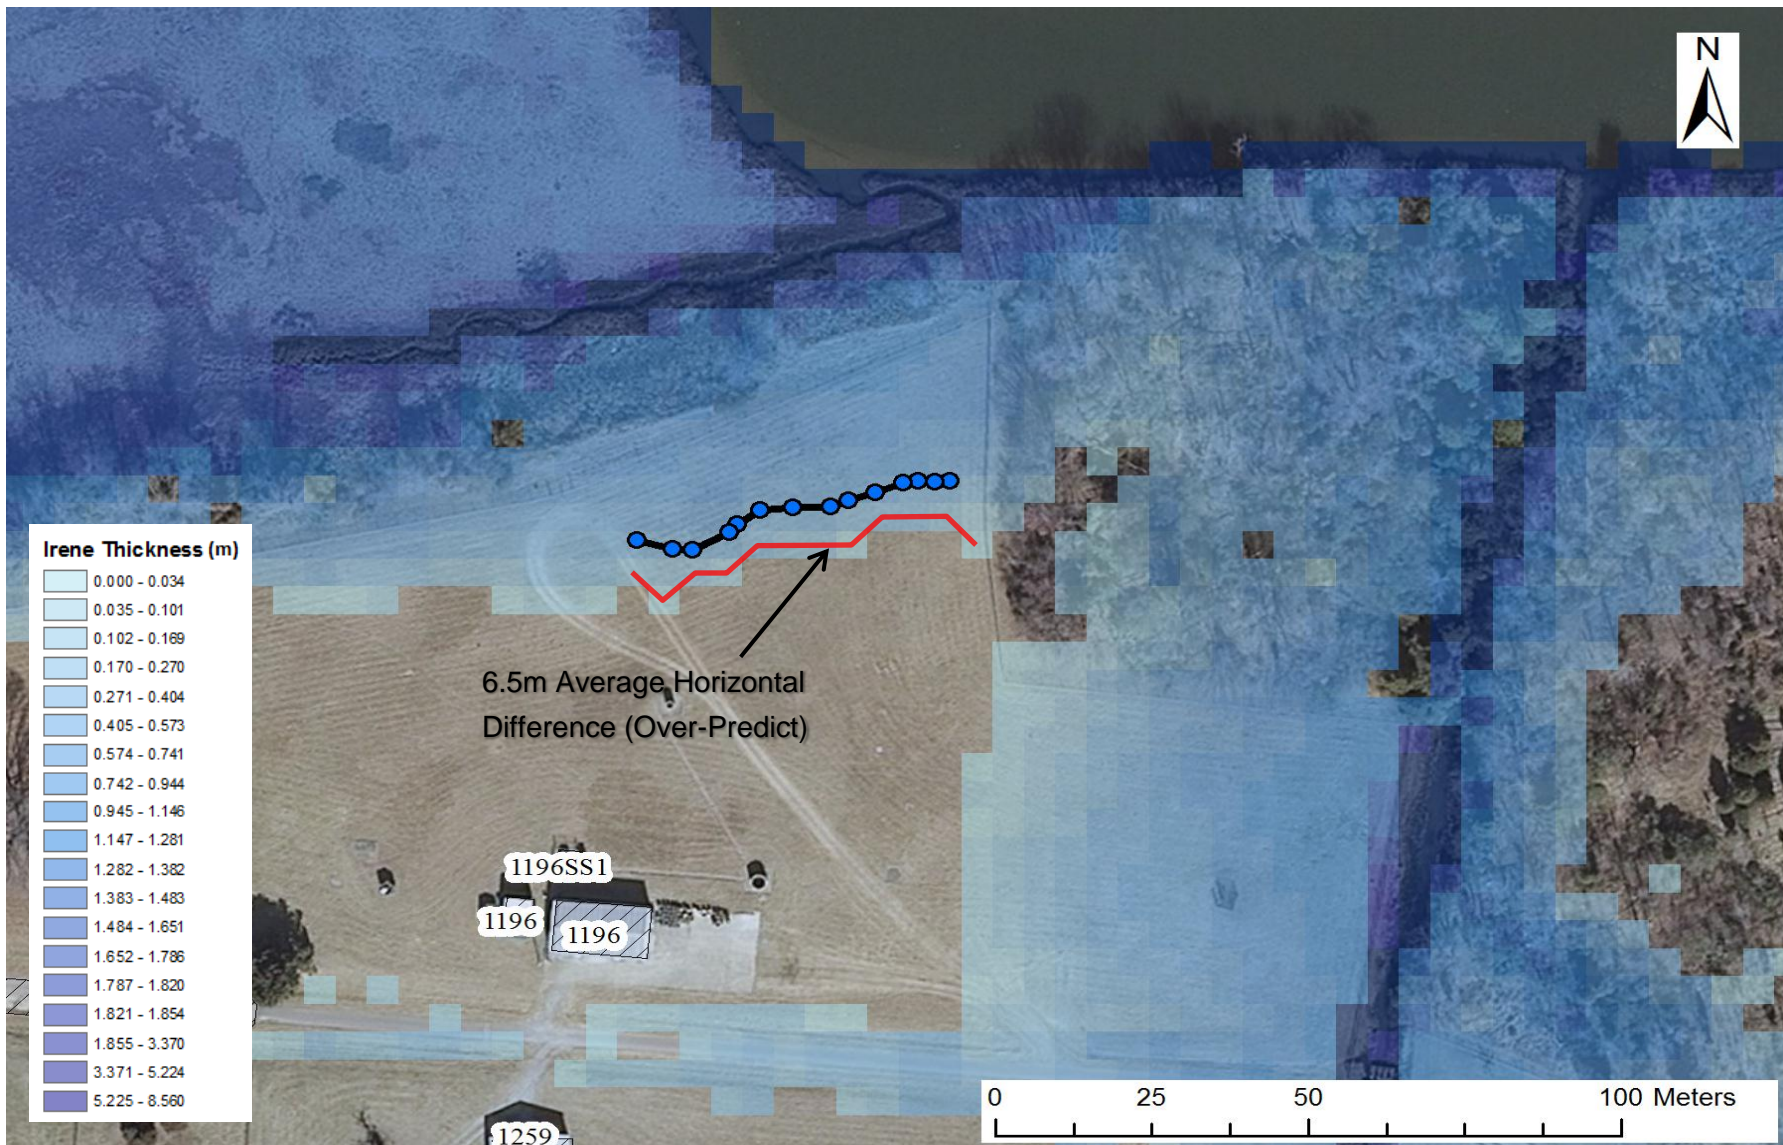 N
Irene Thickness (m)
0.000 - 0.034
0.035 - 0.101
0.102 - 0.169
0.170 - 0.270
0.271 - 0.404
0.405 - 0.573
0.574 - 0.741
0.742 - 0.944
0.945 - 1.146
1.147 - 1.281
1.282 - 1.382
1.383 - 1.483
1.484 - 1.651
1.652 - 1.786
1.787 - 1.820
1.821 - 1.854
1.855 - 3.370
3.371 - 5.224
5.225 - 8.560
6.5m Average Horizontal
Difference (Over-Predict)
1196SS1
1196
1196
1259
0 25 50 100 Meters